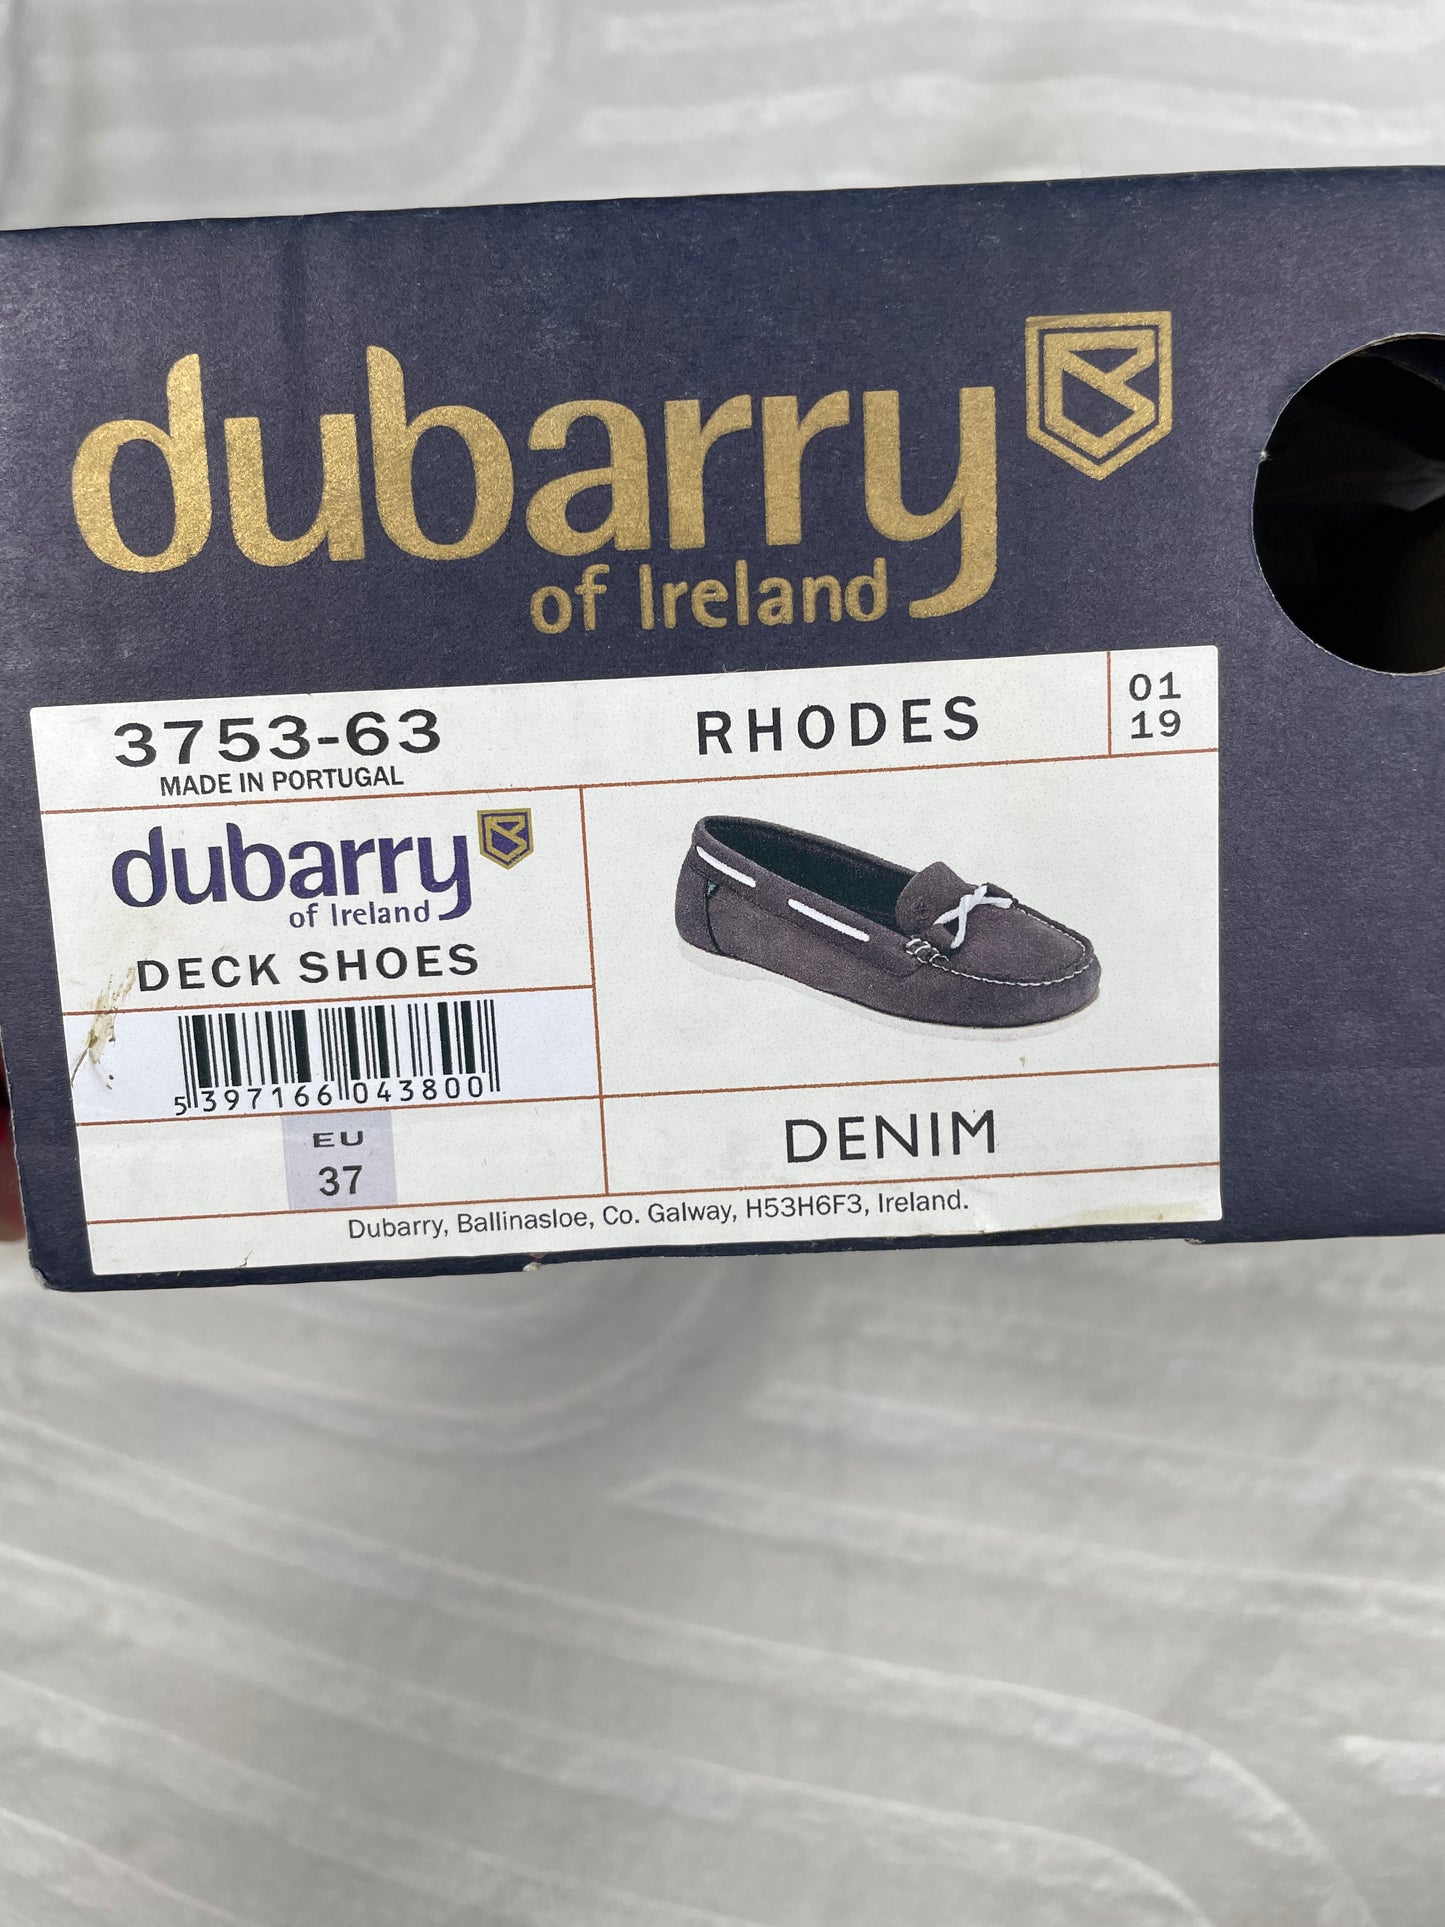 dubarry
of Ireland
3753-63
MADE IN PORTUGAL
RHODES
01
19
dubarry
of Ireland
DECK SHOES
5 397166 043800
EU
37
DENIM
Dubarry, Ballinasloe, Co. Galway, H53H6F3, Ireland.